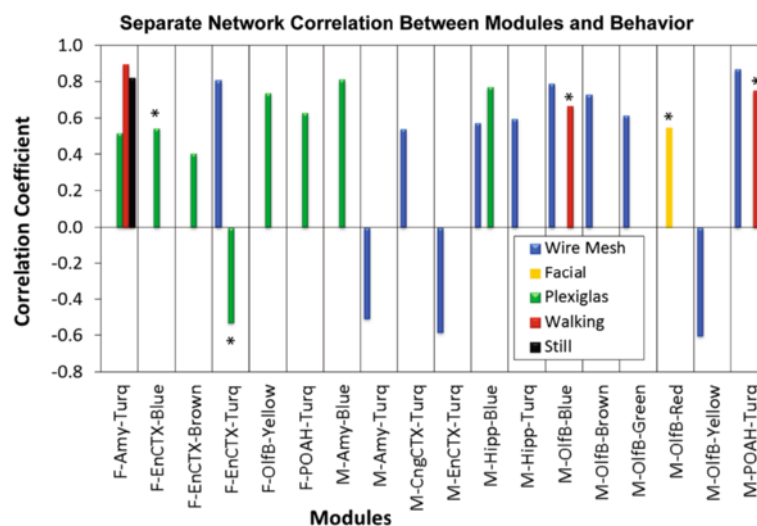 Separate Network Correlation Between Modules and Behavior
Correlation Coefficient
1.0
0.8
0.6
0.4
0.2
0.0
-0.2
-0.4
-0.6
-0.8
*
*
*
*
*
Wire Mesh
Facial
Plexiglas
Walking
Still
F-Amy-Turq
F-EnCTX-Blue
F-EnCTX-Brown
F-EnCTX-Turq
F-OlfB-Yellow
F-POAH-Turq
M-Amy-Blue
M-Amy-Turq
M-CngCTX-Turq
M-EnCTX-Turq
M-Hipp-Blue
M-Hipp-Turq
M-OlfB-Blue
M-OlfB-Brown
M-OlfB-Green
M-OlfB-Red
M-OlfB-Yellow
M-POAH-Turq
Modules